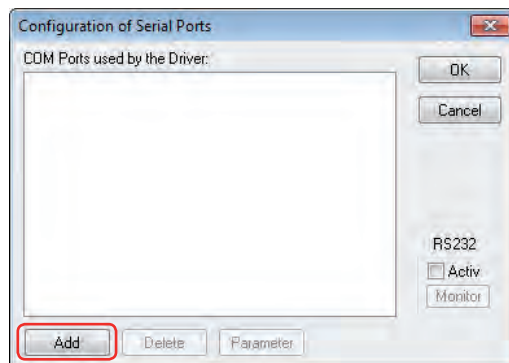 Configuration of Serial Ports
COM Ports used by the Driver:
OK
Cancel
RS232
Activ
Monitor
Add
Delete
Parameter